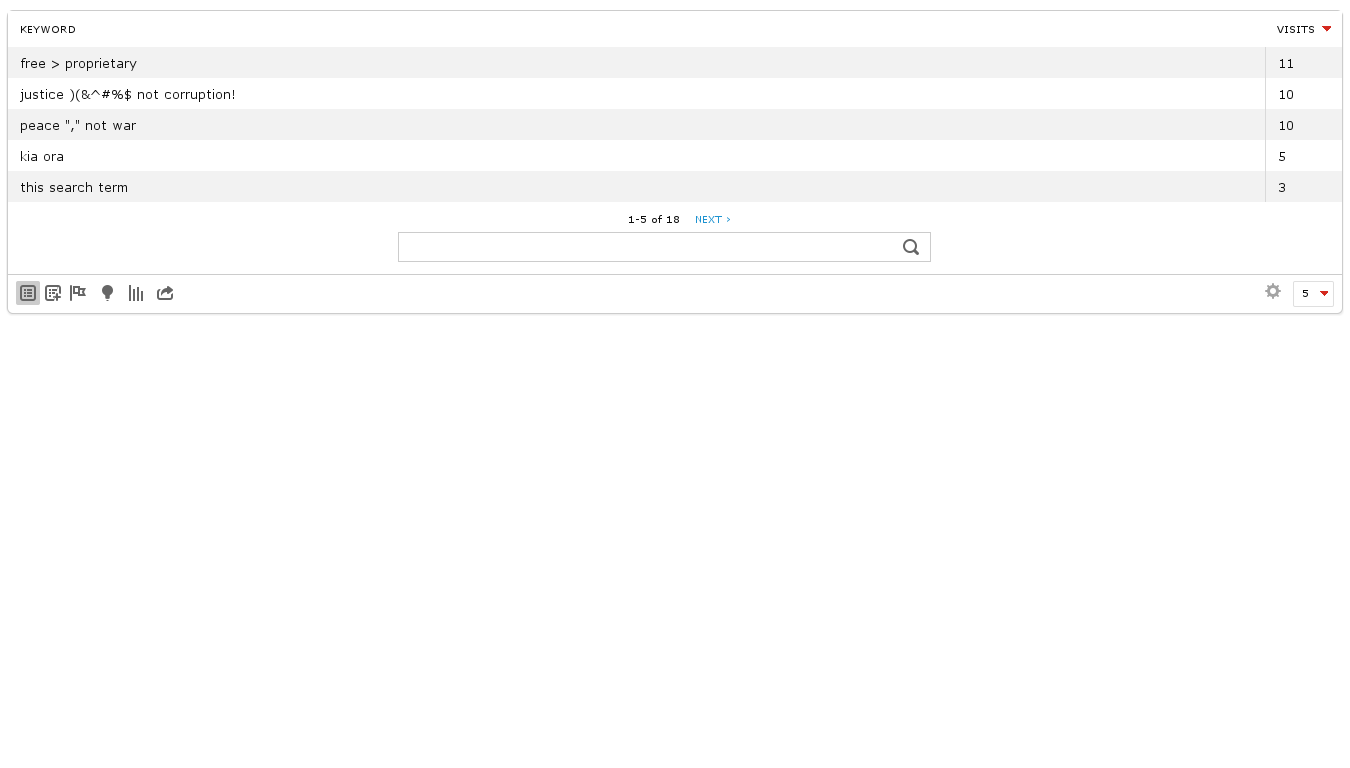 KEYWORD VISITS
free > proprietary 11
justice )(&^#%$ not corruption! 10
peace "," not war 10
kia ora 5
this search term 3
1-5 of 18 NEXT ›
5